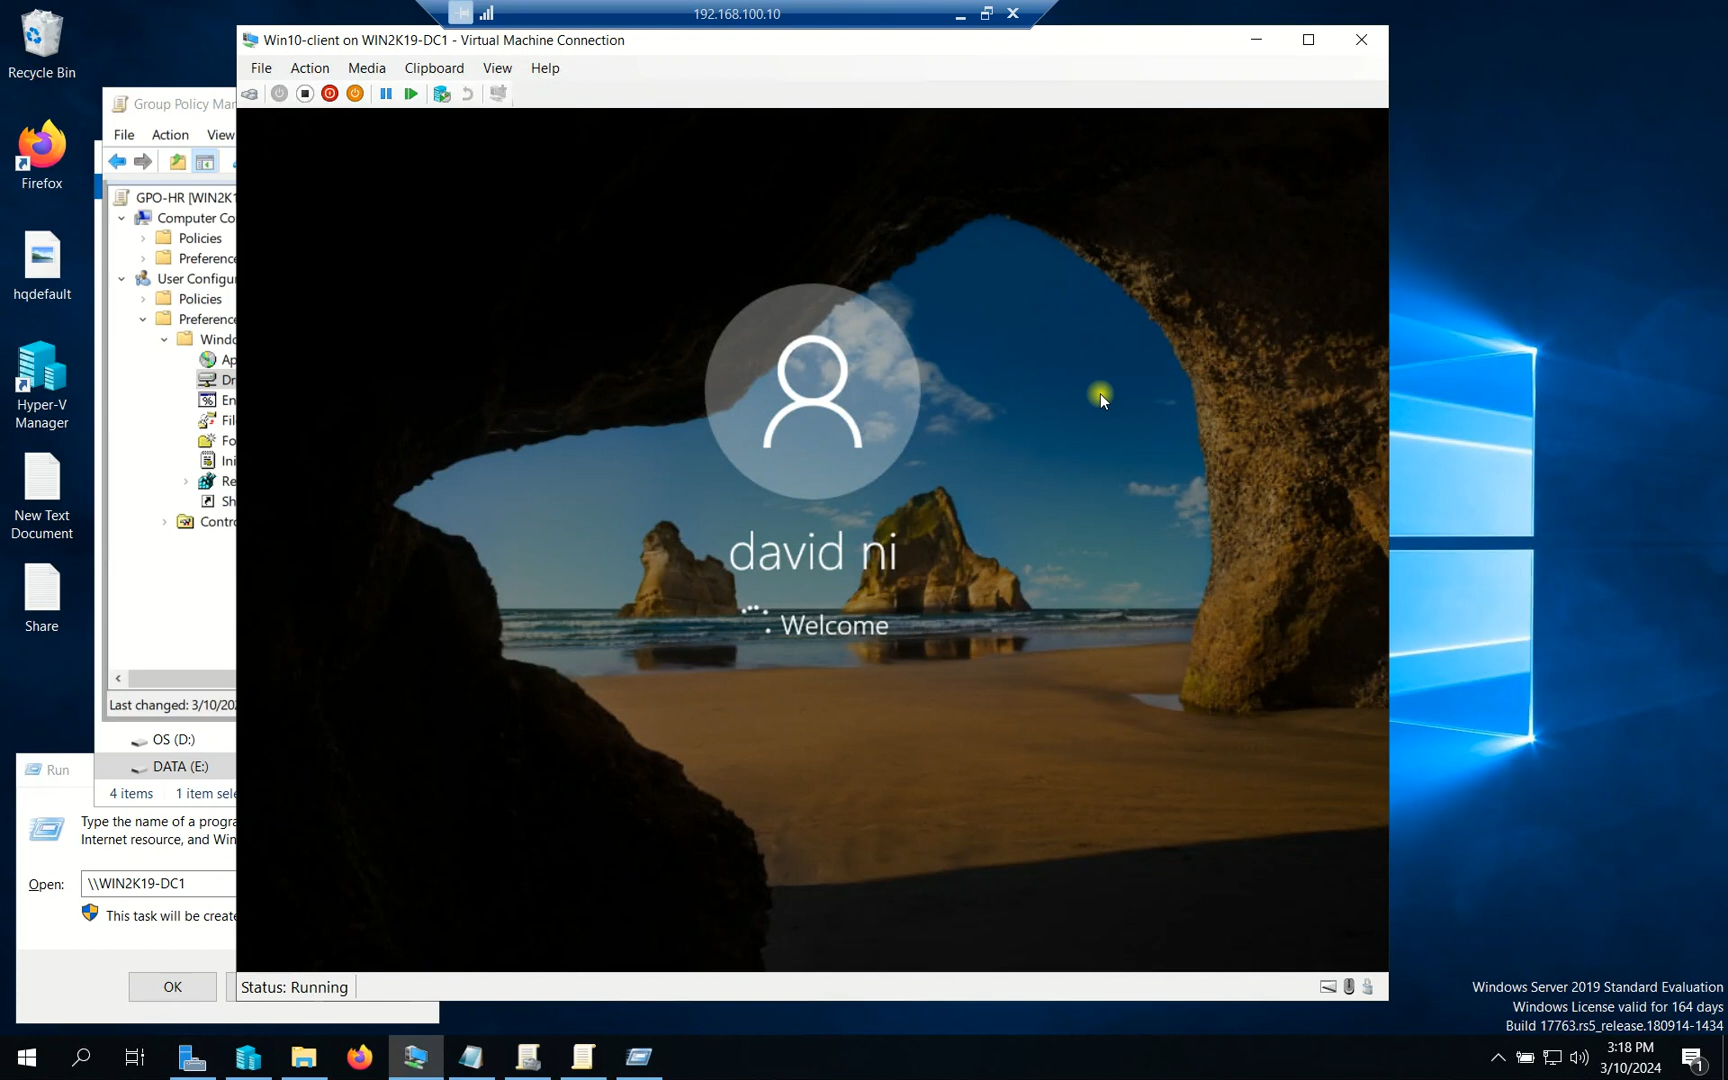 192.168.100.10
Recycle Bin
Firefox
hqdefault
Hyper-V
Manager
New Text
Document
Share
Win10-client on WIN2K19-DC1 - Virtual Machine Connection
File Action Media Clipboard View Help
david ni
Welcome
Status: Running
Group Policy Ma
File Action View
GPO-HR [WIN2K1
Computer Co
Policies
Preference
User Configu
Policies
Preference
Windo
Ap
Dr
En
Fil
Fo
Ini
Re
Sh
Contro
Last changed: 3/10/202
OS (D:)
DATA (E:)
4 items 1 item sele
Run
Type the name of a progra
Internet resource, and Win
Open: \\WIN2K19-DC1
This task will be create
OK
Windows Server 2019 Standard Evaluation
Windows License valid for 164 days
Build 17763.rs5_release.180914-1434
3:18 PM
3/10/2024
1